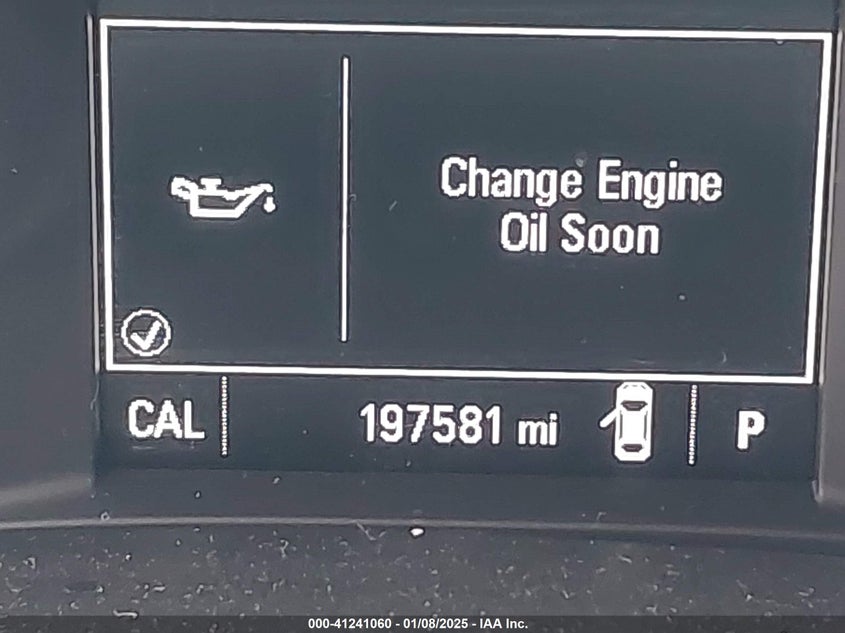 Change Engine
Oil Soon
CAL 197581 mi P
000-41241060 - 01/08/2025 - IAA Inc.